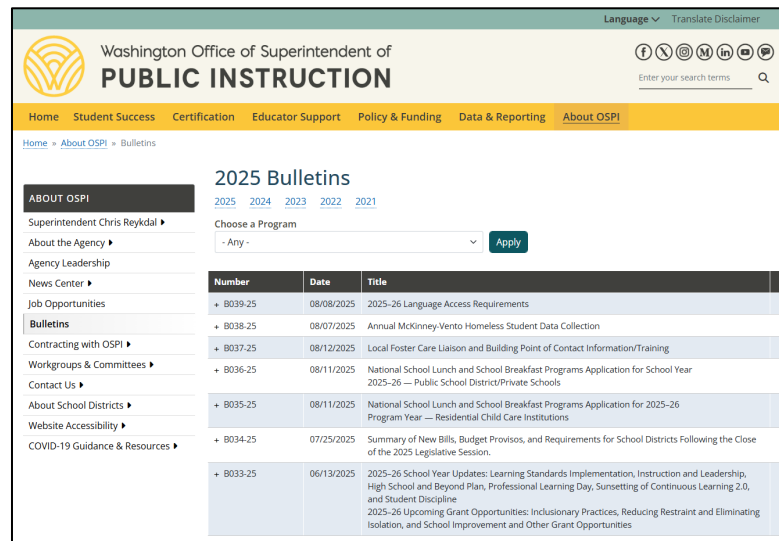 Language Translate Disclaimer
Washington Office of Superintendent of
PUBLIC INSTRUCTION
Enter your search terms
Home Student Success Certification Educator Support Policy & Funding Data & Reporting About OSPI
Home » About OSPI » Bulletins
ABOUT OSPI
Superintendent Chris Reykdal
About the Agency
Agency Leadership
News Center
Job Opportunities
Bulletins
Contracting with OSPI
Workgroups & Committees
Contact Us
About School Districts
Website Accessibility
COVID-19 Guidance & Resources
2025 Bulletins
2025 2024 2023 2022 2021
Choose a Program
- Any -
Apply
Number Date Title
+ B039-25 08/08/2025 2025–26 Language Access Requirements
+ B038-25 08/07/2025 Annual McKinney-Vento Homeless Student Data Collection
+ B037-25 08/12/2025 Local Foster Care Liaison and Building Point of Contact Information/Training
+ B036-25 08/11/2025 National School Lunch and School Breakfast Programs Application for School Year
2025–26 — Public School District/Private Schools
+ B035-25 08/11/2025 National School Lunch and School Breakfast Programs Application for 2025–26
Program Year — Residential Child Care Institutions
+ B034-25 07/25/2025 Summary of New Bills, Budget Provisos, and Requirements for School Districts Following the Close
of the 2025 Legislative Session.
+ B033-25 06/13/2025 2025–26 School Year Updates: Learning Standards Implementation, Instruction and Leadership,
High School and Beyond Plan, Professional Learning Day, Sunsetting of Continuous Learning 2.0,
and Student Discipline
2025–26 Upcoming Grant Opportunities: Inclusionary Practices, Reducing Restraint and Eliminating
Isolation, and School Improvement and Other Grant Opportunities